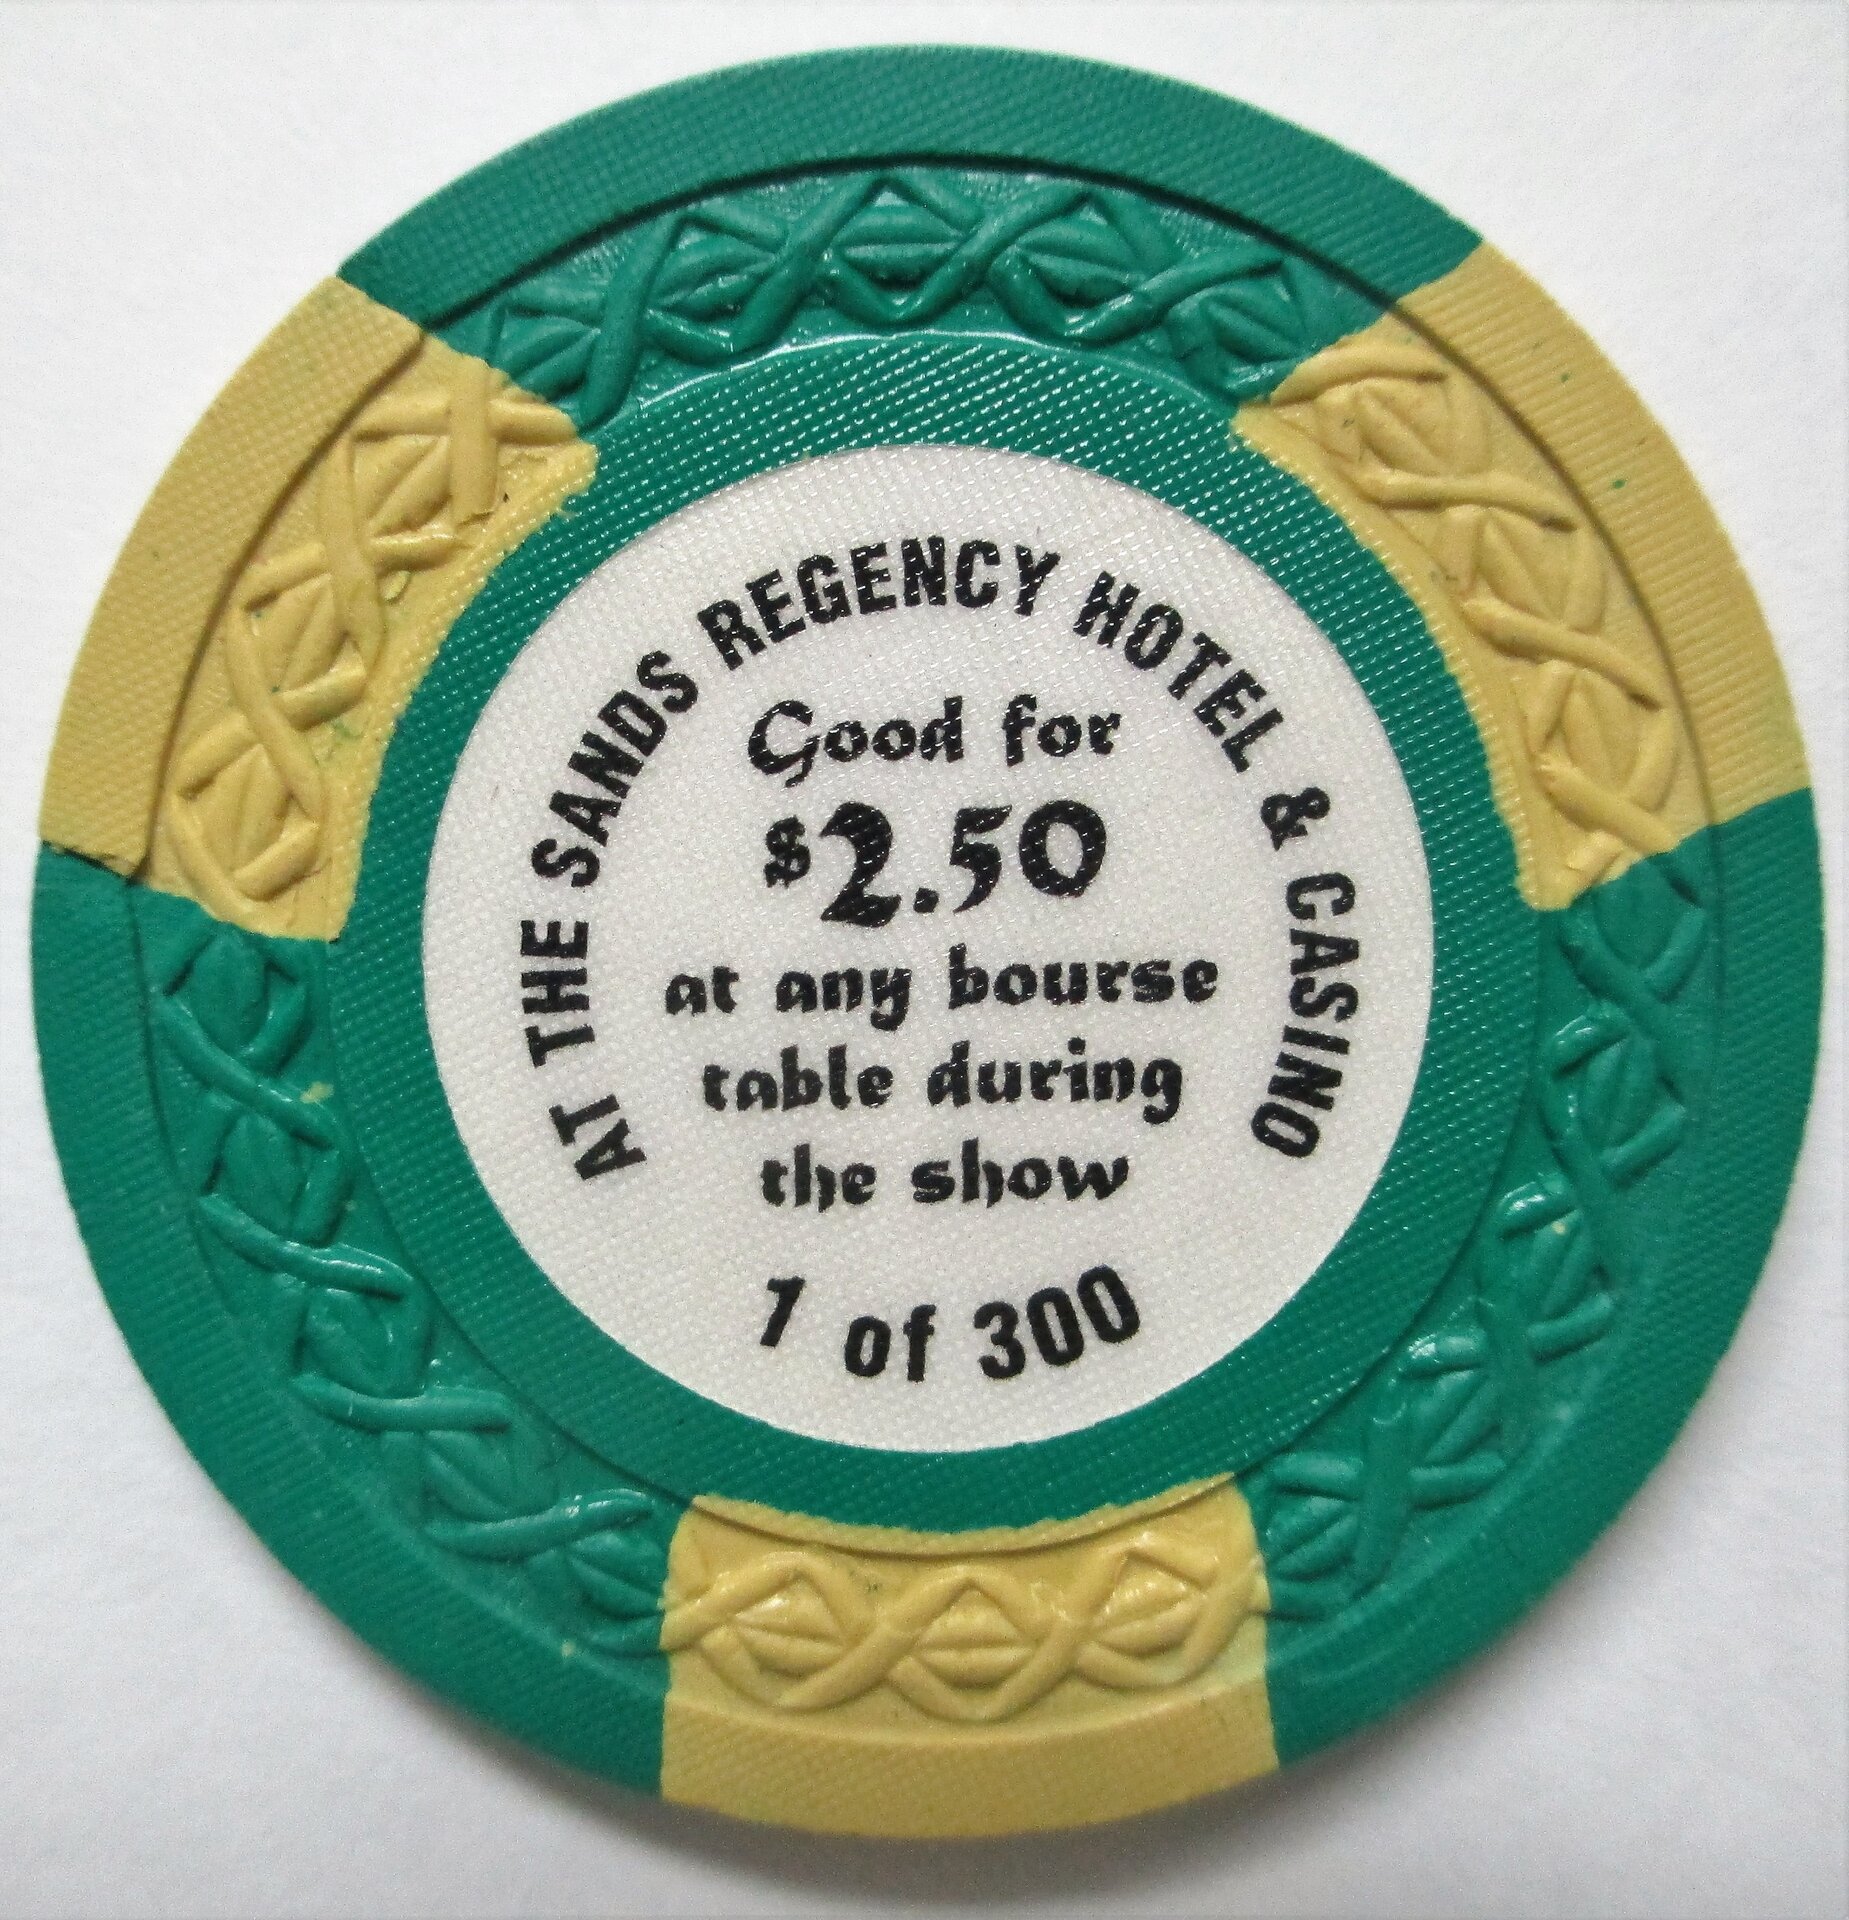 AT THE SANDS REGENCY HOTEL & CASINO
Good for
$2.50
at any bourse
table during
the show
1 of 300